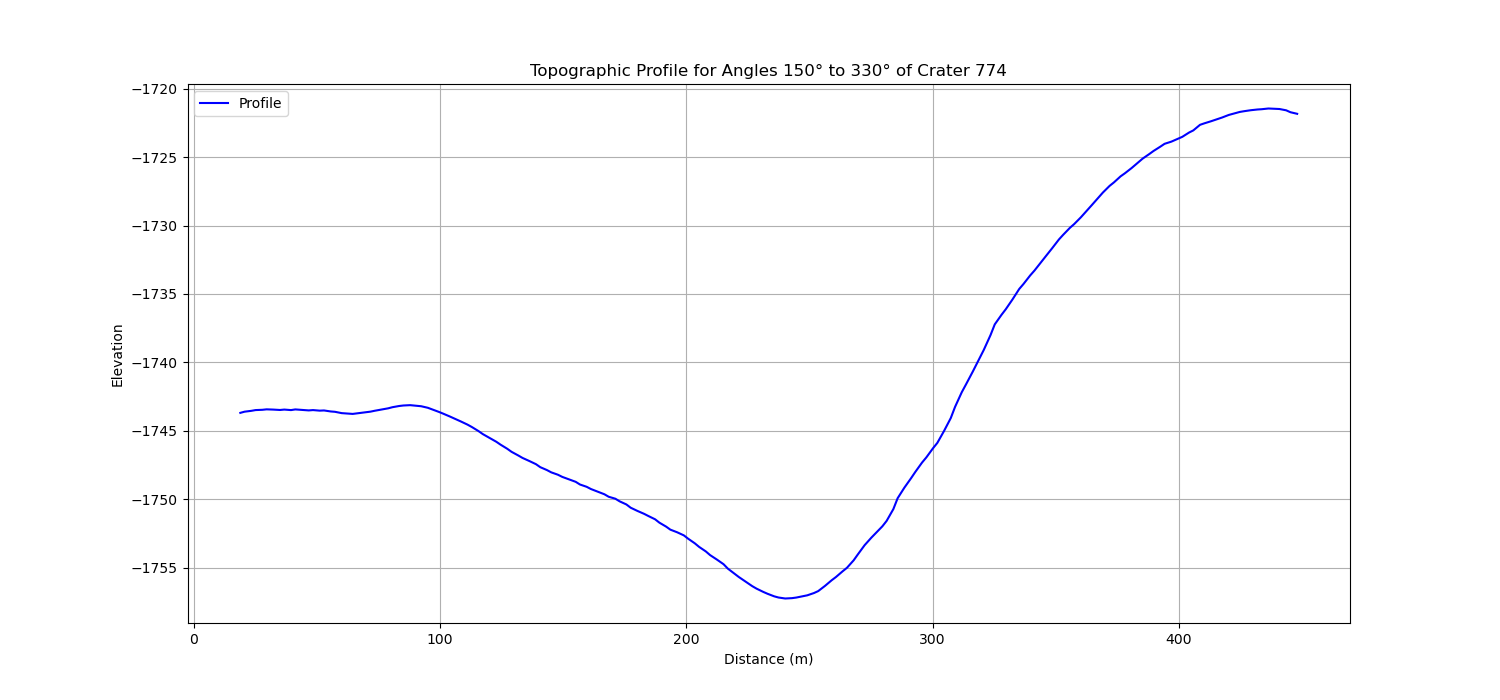 Topographic Profile for Angles 150° to 330° of Crater 774
Profile
−1720
−1725
−1730
−1735
−1740
−1745
−1750
−1755
Elevation
0 100 200 300 400
Distance (m)